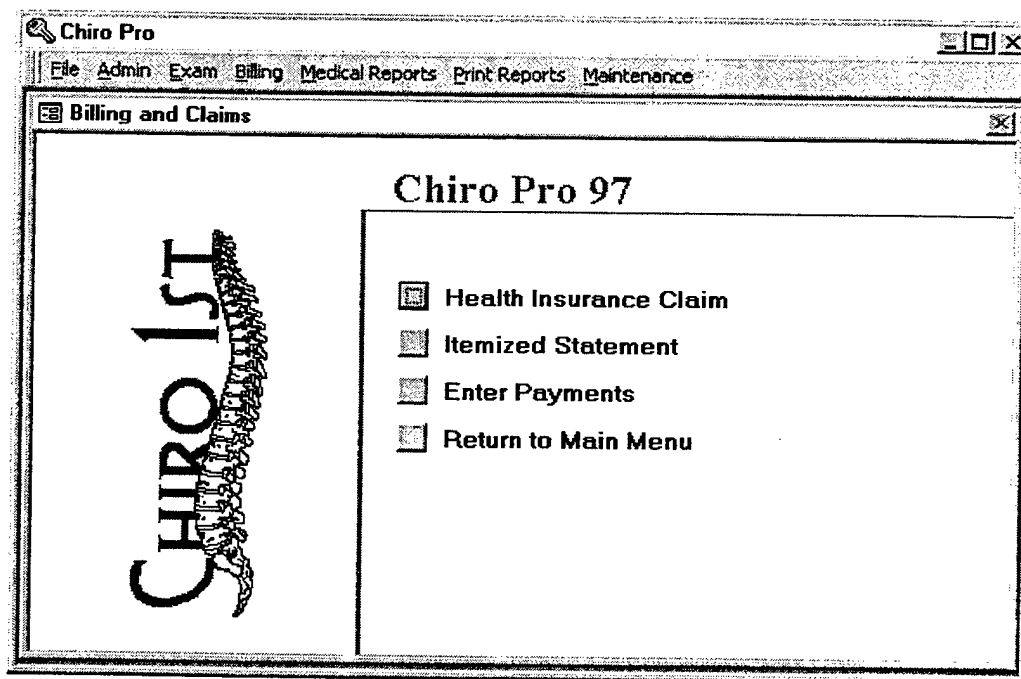 Chiro Pro
File Admin Exam Billing Medical Reports Print Reports Maintenance
Billing and Claims
Chiro Pro 97
CHIRO 1ST
Health Insurance Claim
Itemized Statement
Enter Payments
Return to Main Menu